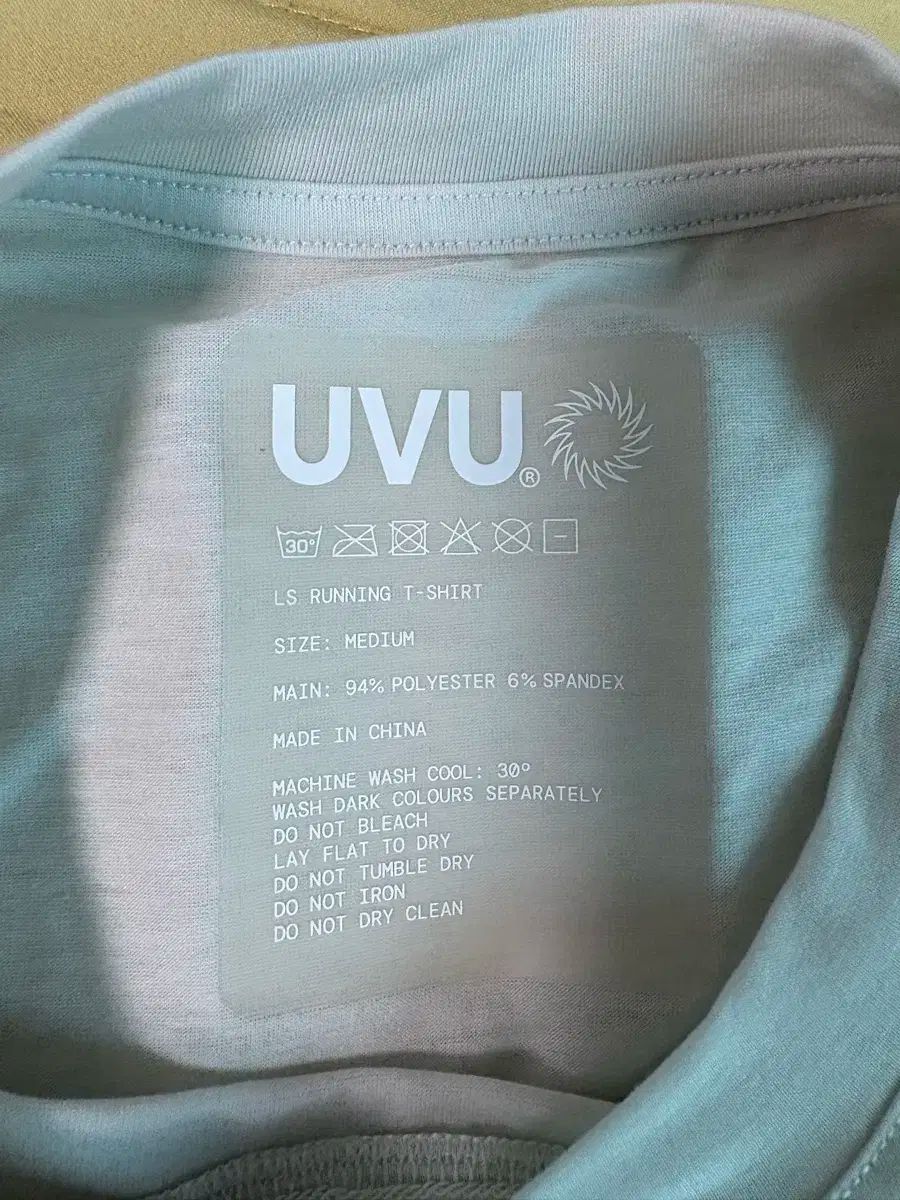 UVU®
30°
LS RUNNING T-SHIRT
SIZE: MEDIUM
MAIN: 94% POLYESTER 6% SPANDEX
MADE IN CHINA
MACHINE WASH COOL: 30º
WASH DARK COLOURS SEPARATELY
DO NOT BLEACH
LAY FLAT TO DRY
DO NOT TUMBLE DRY
DO NOT IRON
DO NOT DRY CLEAN